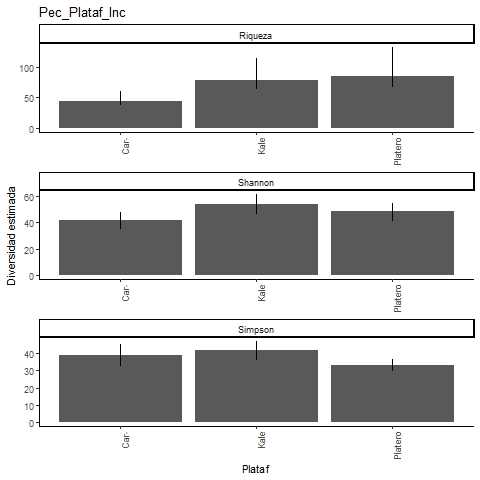 Pec_Plataf_Inc
Riqueza
100
50
0
Car-
Kale
Platero
Shannon
60
40
20
0
Car-
Kale
Platero
Simpson
40
30
20
10
0
Car-
Kale
Platero
Diversidad estimada
Plataf